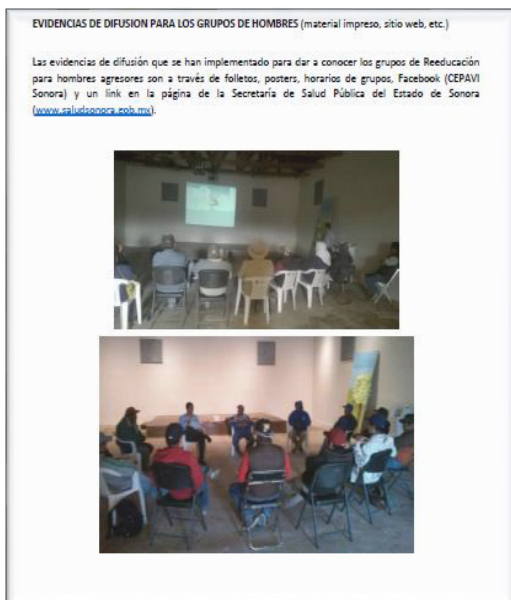 EVIDENCIAS DE DIFUSION PARA LOS GRUPOS DE HOMBRES (material impreso, sitio web, etc.)
Las evidencias de difusión que se han implementado para dar a conocer los grupos de Reeducación
para hombres agresores son a través de folletos, posters, horarios de grupos, Facebook (CEPAVI
Sonora) y un link en la página de la Secretaría de Salud Pública del Estado de Sonora
(www.saludsonora.gob.mx).